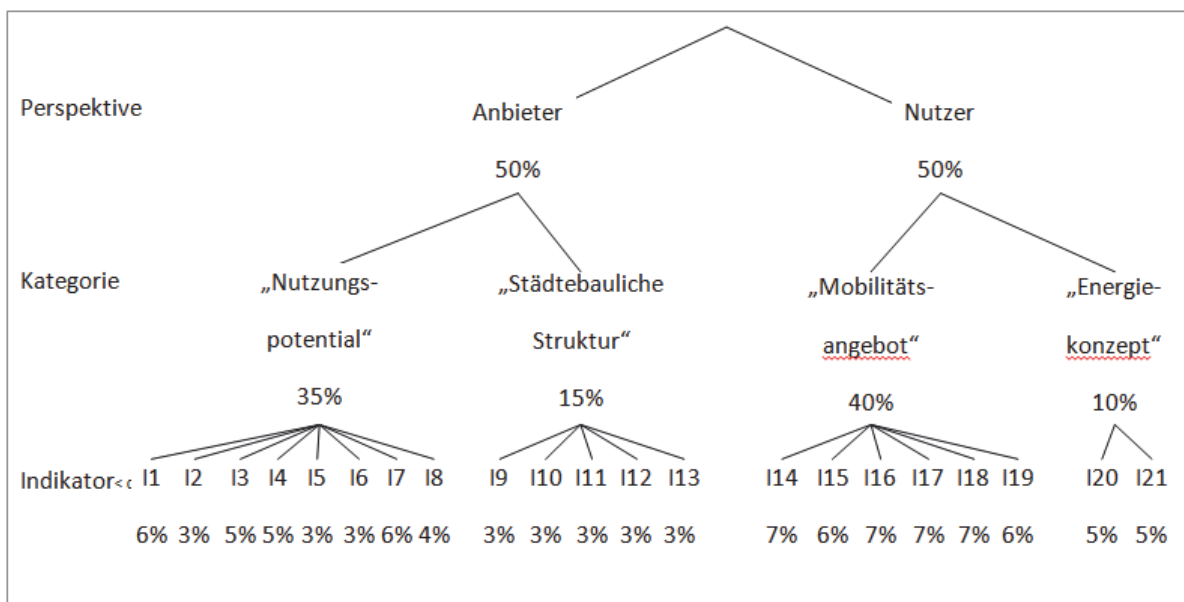 Perspektive Anbieter Nutzer
50% 50%
Kategorie „Nutzungs- „Städtebauliche „Mobilitäts- „Energie-
potential“ Struktur“ angebot“ konzept“
35% 15% 40% 10%
Indikator I1 I2 I3 I4 I5 I6 I7 I8 I9 I10 I11 I12 I13 I14 I15 I16 I17 I18 I19 I20 I21
6% 3% 5% 5% 3% 3% 6% 4% 3% 3% 3% 3% 3% 7% 6% 7% 7% 7% 6% 5% 5%